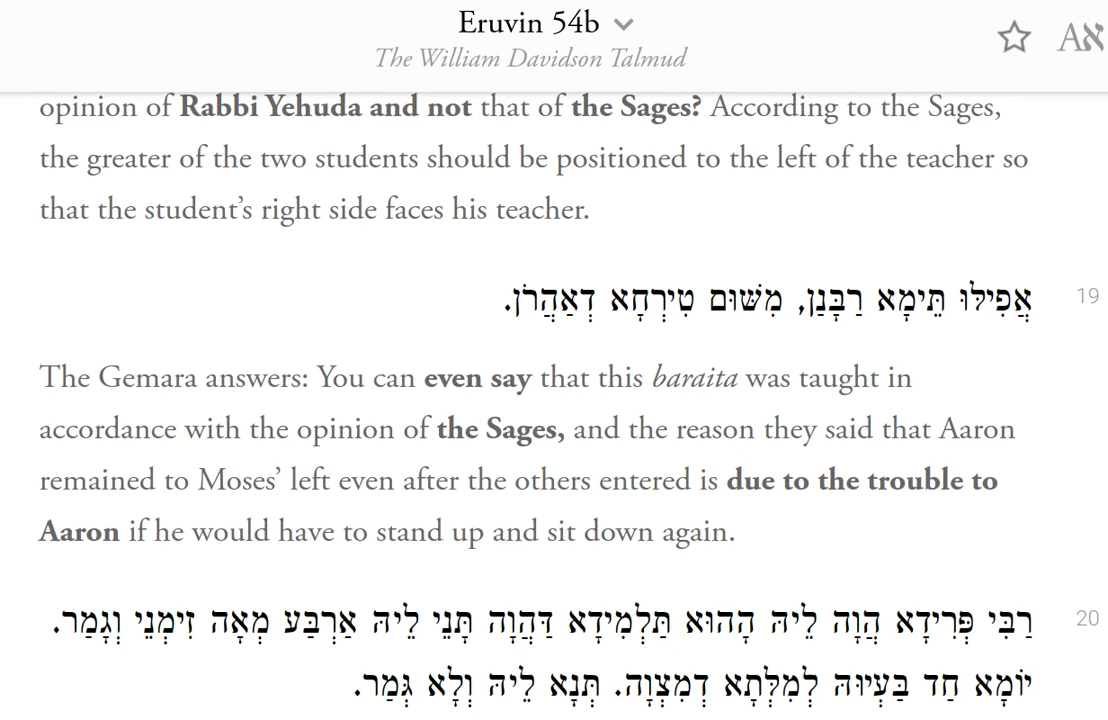 Eruvin 54b
The William Davidson Talmud
Aא
opinion of Rabbi Yehuda and not that of the Sages? According to the Sages,
the greater of the two students should be positioned to the left of the teacher so
that the student’s right side faces his teacher.
אֲפִילּוּ תֵּימָא רַבָּנַן, מִשּׁוּם טִירְחָא דְאַהֲרֹן.
19
The Gemara answers: You can even say that this baraita was taught in
accordance with the opinion of the Sages, and the reason they said that Aaron
remained to Moses’ left even after the others entered is due to the trouble to
Aaron if he would have to stand up and sit down again.
רַבִּי פְּרִידָא הֲוָה לֵיהּ הָהוּא תַּלְמִידָא דַּהֲוָה תָּנֵי לֵיהּ אַרְבַּע מְאָה זִימְנֵי וְגָמַר.
20
יוֹמָא חַד בַּעְיוּהּ לְמִלְּתָא דְמִצְוָה. תְּנָא לֵיהּ וְלָא גְּמַר.